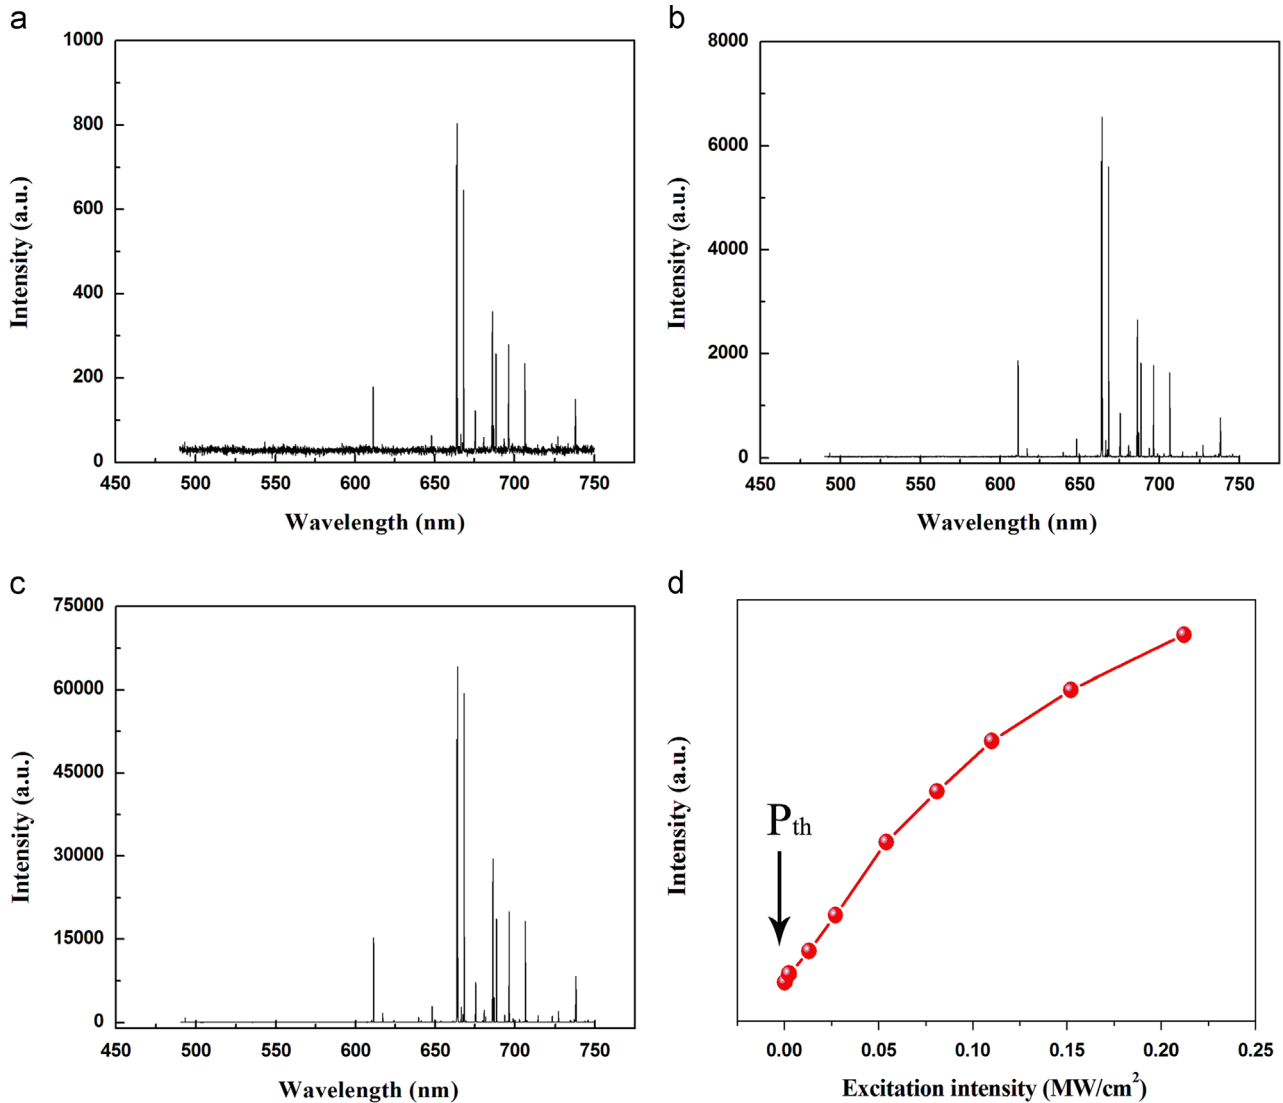 a
1000
800
600
400
200
0
Intensity (a.u.)
450 500 550 600 650 700 750
Wavelength (nm)
b
8000
6000
4000
2000
0
Intensity (a.u.)
450 500 550 600 650 700 750
Wavelength (nm)
c
75000
60000
45000
30000
15000
0
Intensity (a.u.)
450 500 550 600 650 700 750
Wavelength (nm)
d
Intensity (a.u.)
Pth
0.00 0.05 0.10 0.15 0.20 0.25
Excitation intensity (MW/cm²)